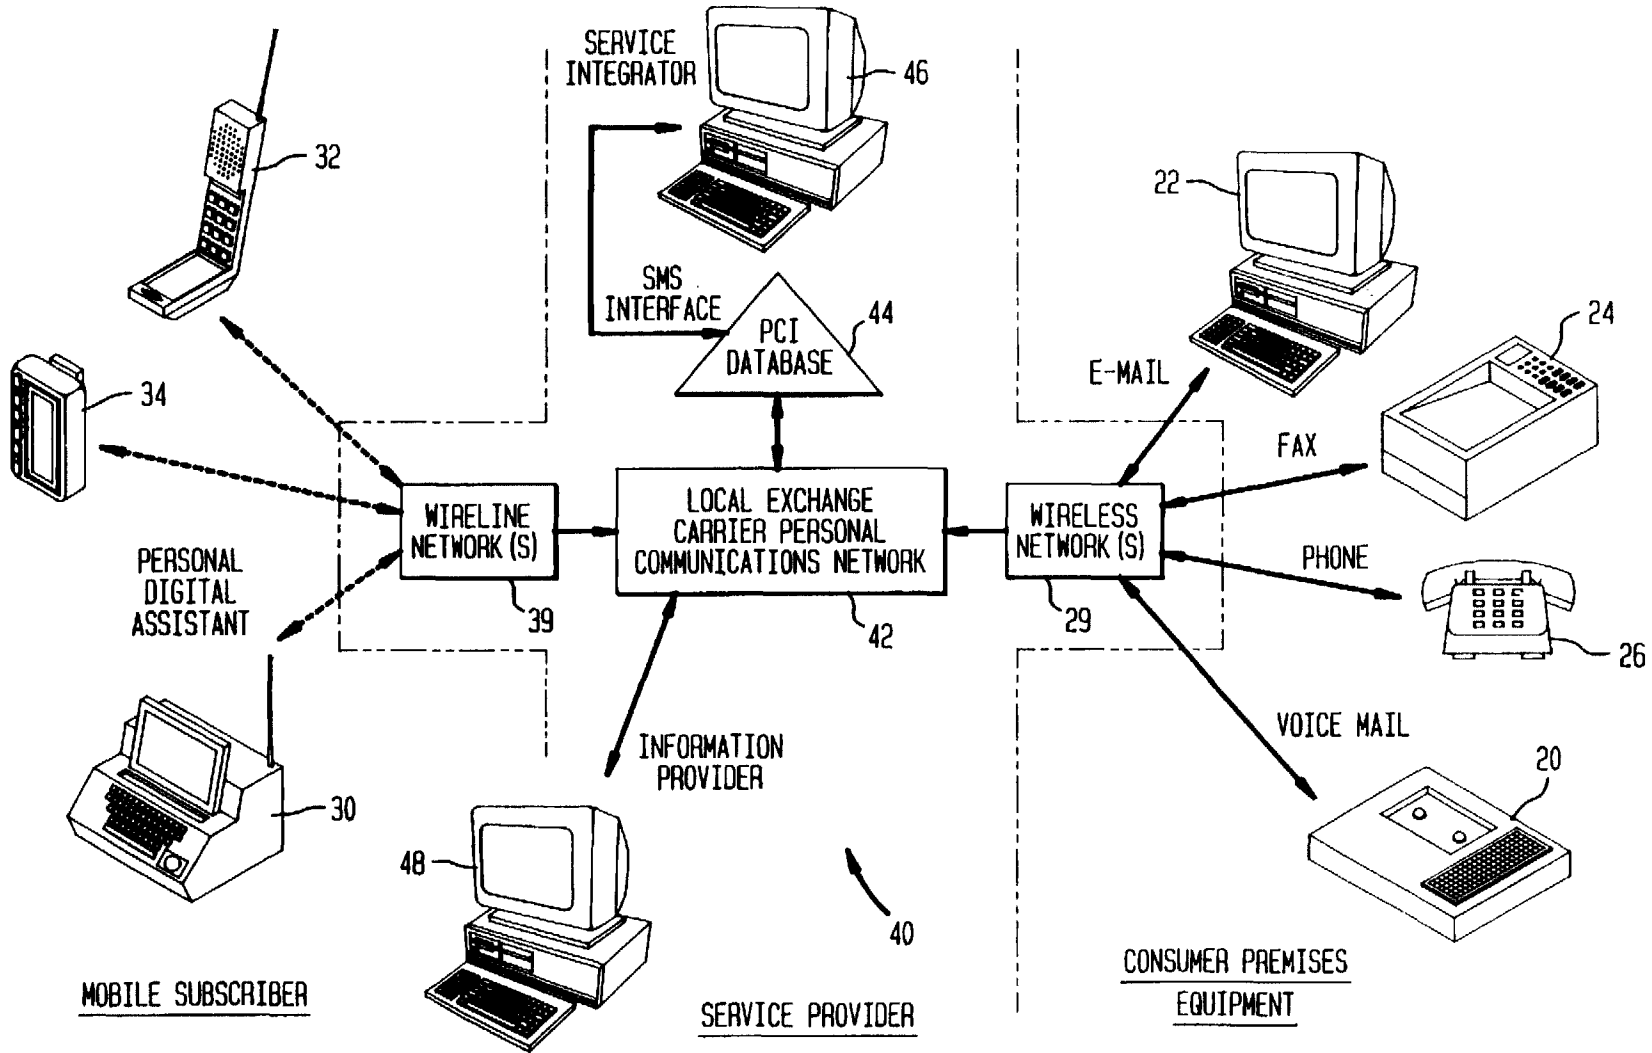 SERVICE
INTEGRATOR
46
32
22
SMS
INTERFACE
PCI
DATABASE
44
24
E-MAIL
34
FAX
WIRELINE
NETWORK(S)
LOCAL EXCHANGE
CARRIER PERSONAL
COMMUNICATIONS NETWORK
WIRELESS
NETWORK(S)
PHONE
PERSONAL
DIGITAL
ASSISTANT
39
42
29
26
VOICE MAIL
INFORMATION
PROVIDER
20
30
48
40
CONSUMER PREMISES
EQUIPMENT
MOBILE SUBSCRIBER
SERVICE PROVIDER